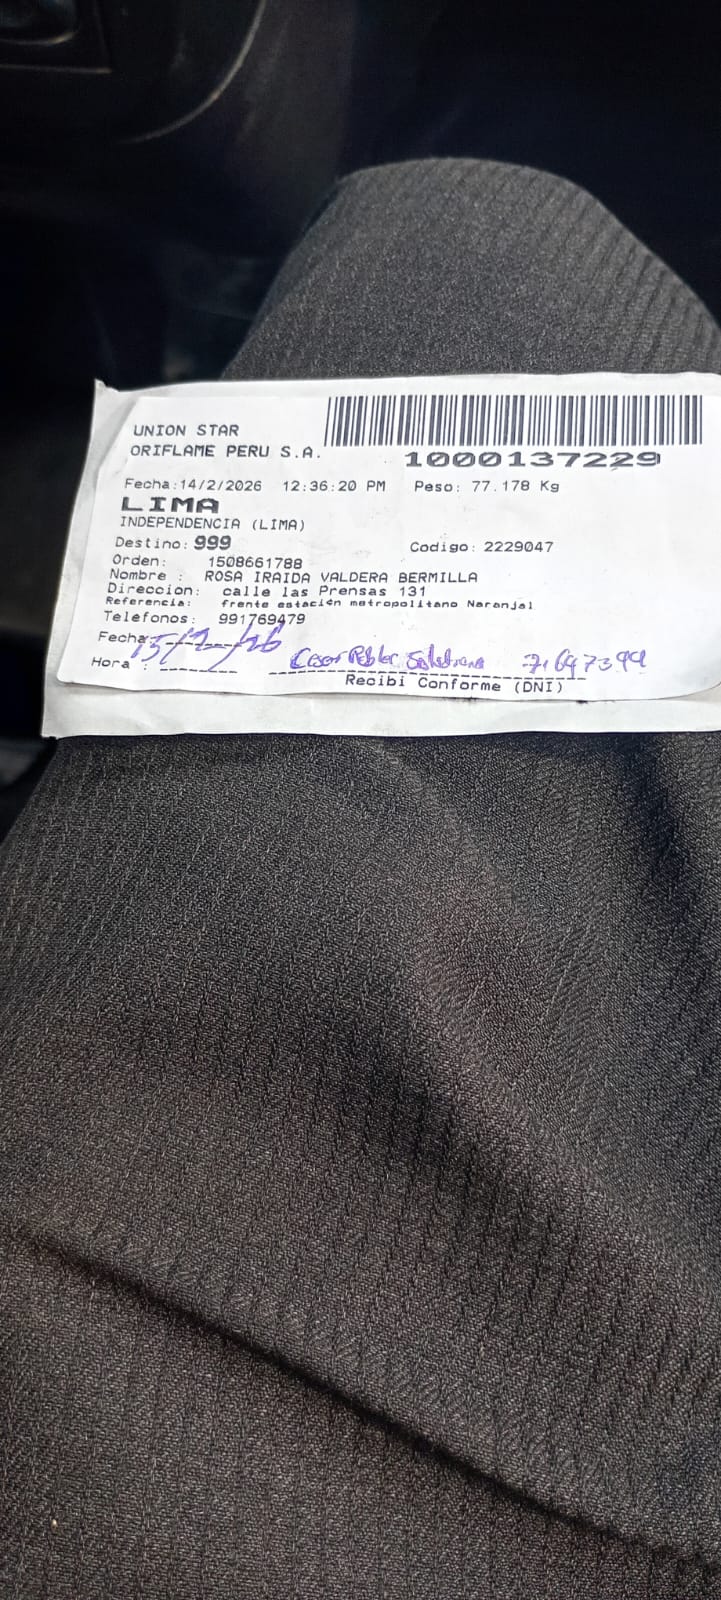 UNION STAR
ORIFLAME PERU S.A.
1000137229
Fecha:14/2/2026 12:36:20 PM Peso: 77.178 Kg
LIMA
INDEPENDENCIA (LIMA)
Destino: 999 Codigo: 2229047
Orden: 1508661788
Nombre : ROSA IRAIDA VALDERA BERMILLA
Direccion: calle las Prensas 131
Referencia: frente estación metropolitano Naranjal
Telefonos: 991769479
Fecha: 15/2/26
Hora :
Recibi Conforme (DNI)